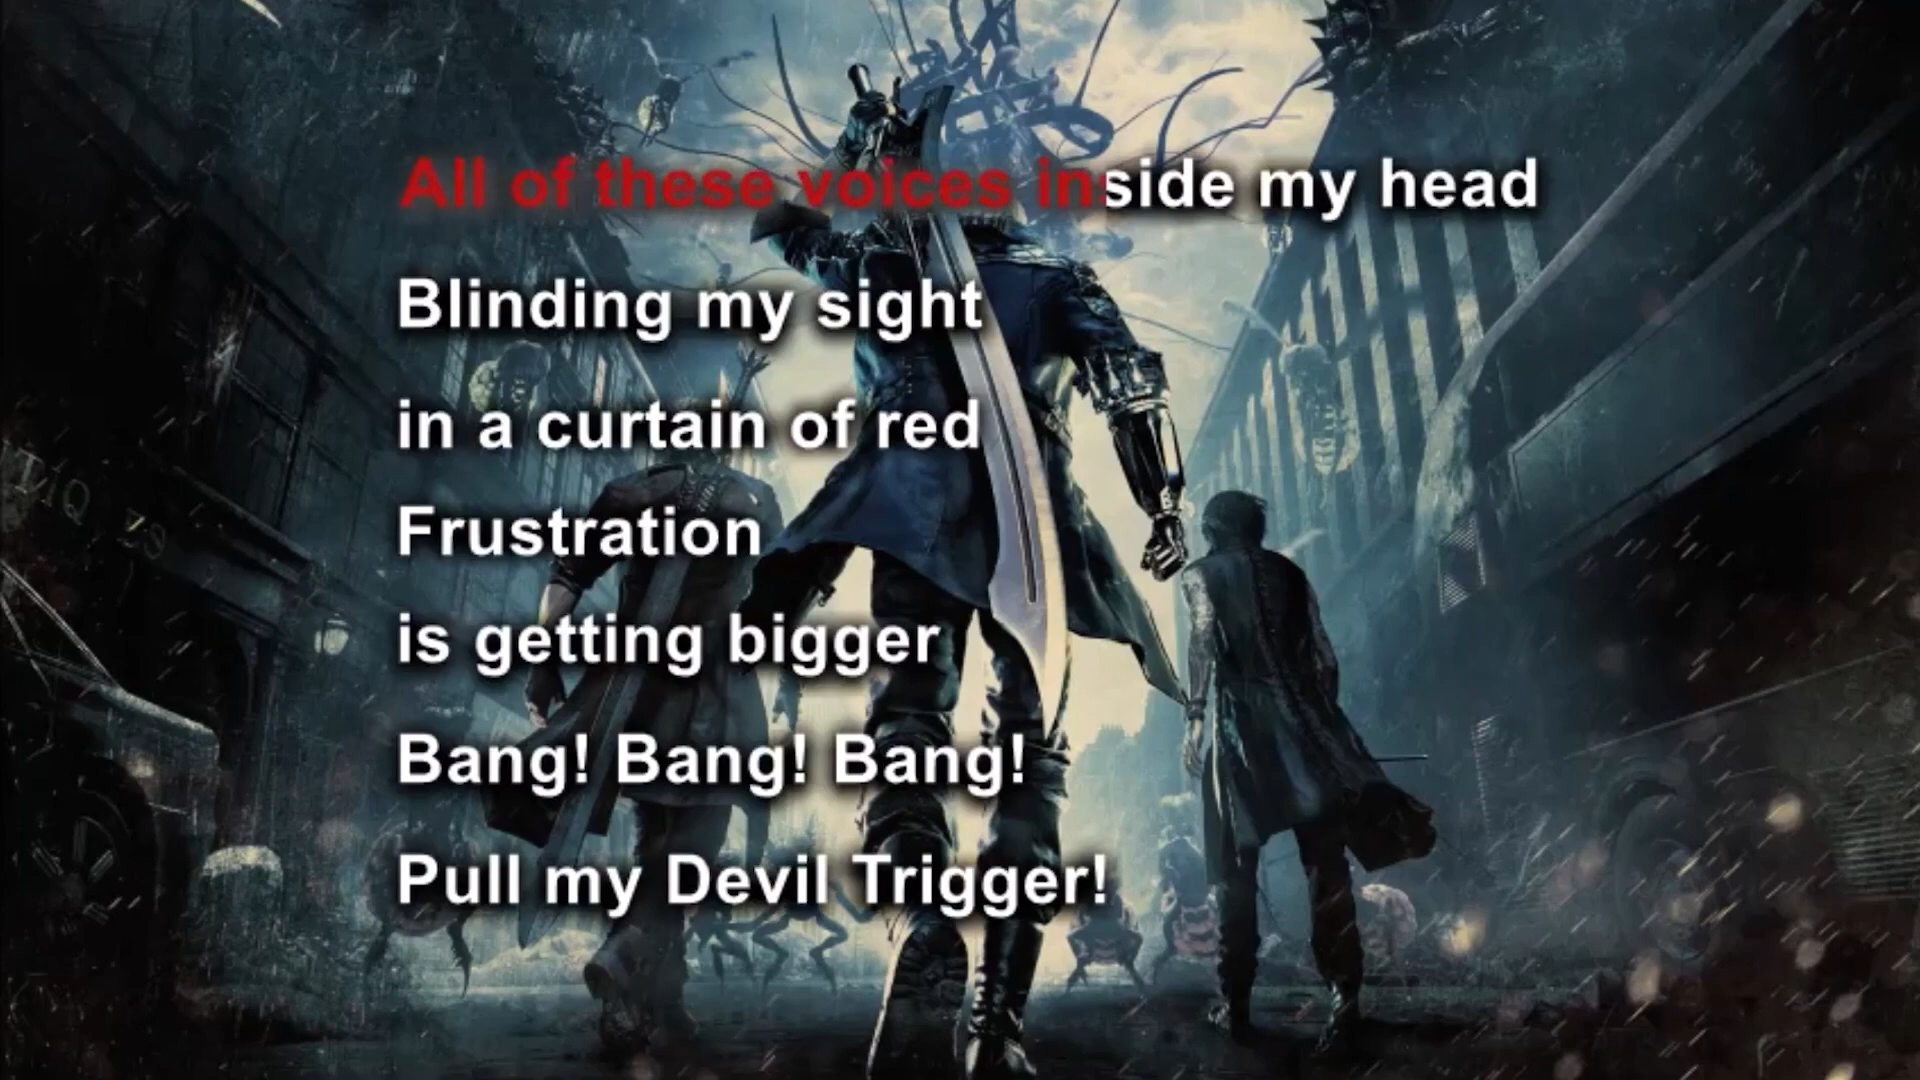 All of these voices inside my head
Blinding my sight
in a curtain of red
Frustration
is getting bigger
Bang! Bang! Bang!
Pull my Devil Trigger!